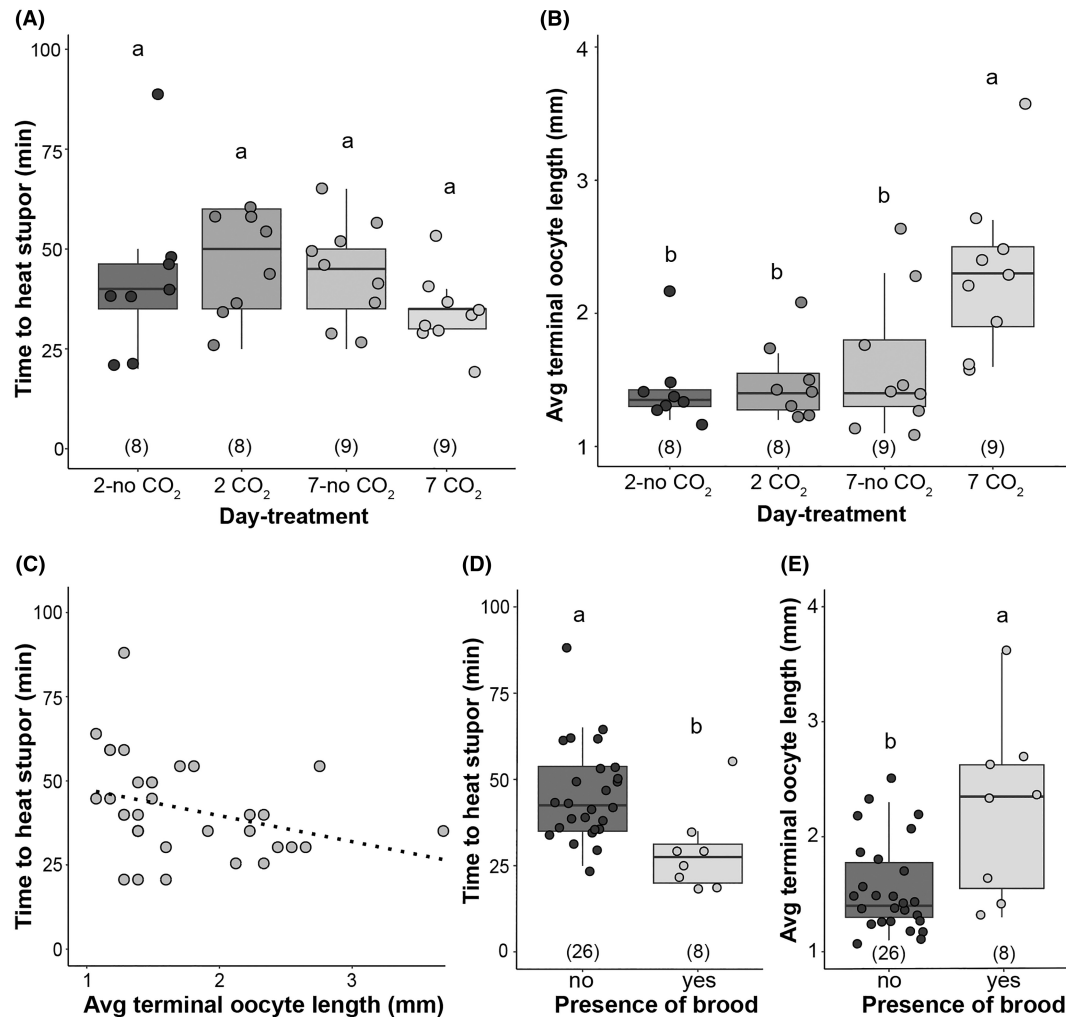 (A)
100
75
50
25
0
Time to heat stupor (min)
a
a
a
a
(8)
(8)
(9)
(9)
2-no CO₂
2 CO₂
7-no CO₂
7 CO₂
Day-treatment
(B)
4
3
2
1
Avg terminal oocyte length (mm)
b
b
b
a
(8)
(8)
(9)
(9)
2-no CO₂
2 CO₂
7-no CO₂
7 CO₂
Day-treatment
(C)
100
75
50
25
0
Time to heat stupor (min)
1
2
3
Avg terminal oocyte length (mm)
(D)
100
75
50
25
0
Time to heat stupor (min)
a
b
(26)
(8)
no
yes
Presence of brood
(E)
4
3
2
1
Avg terminal oocyte length (mm)
b
a
(26)
(8)
no
yes
Presence of brood